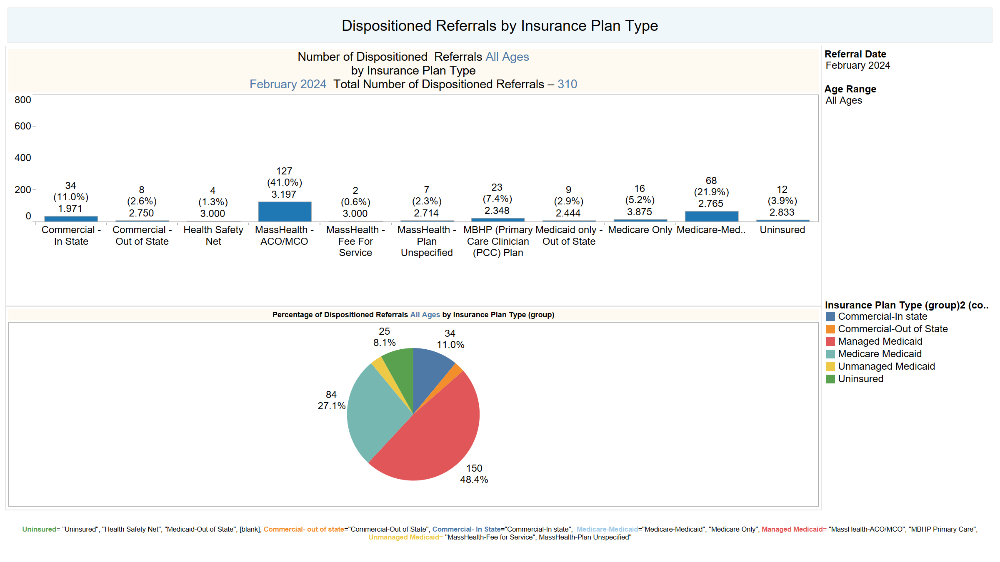 Dispositioned Referrals by Insurance Plan Type
Number of Dispositioned Referrals All Ages
by Insurance Plan Type
February 2024 Total Number of Dispositioned Referrals – 310
Referral Date
February 2024
Age Range
All Ages
800
600
400
200
0
34
(11.0%)
1.971
8
(2.6%)
2.750
4
(1.3%)
3.000
127
(41.0%)
3.197
2
(0.6%)
3.000
7
(2.3%)
2.714
23
(7.4%)
2.348
9
(2.9%)
2.444
16
(5.2%)
3.875
68
(21.9%)
2.765
12
(3.9%)
2.833
Commercial -
In State
Commercial -
Out of State
Health Safety
Net
MassHealth -
ACO/MCO
MassHealth -
Fee For
Service
MassHealth -
Plan
Unspecified
MBHP (Primary
Care Clinician
(PCC) Plan
Medicaid only -
Out of State
Medicare Only
Medicare-Med..
Uninsured
Percentage of Dispositioned Referrals All Ages by Insurance Plan Type (group)
25
8.1%
34
11.0%
84
27.1%
150
48.4%
Insurance Plan Type (group)2 (co..
Commercial-In state
Commercial-Out of State
Managed Medicaid
Medicare Medicaid
Unmanaged Medicaid
Uninsured
Uninsured= "Uninsured", "Health Safety Net", "Medicaid-Out of State", [blank]; Commercial- out of state="Commercial-Out of State"; Commercial- In State="Commercial-In state", Medicare-Medicaid="Medicare-Medicaid", "Medicare Only"; Managed Medicaid= "MassHealth-ACO/MCO", "MBHP Primary Care";
Unmanaged Medicaid= "MassHealth-Fee for Service", MassHealth-Plan Unspecified"